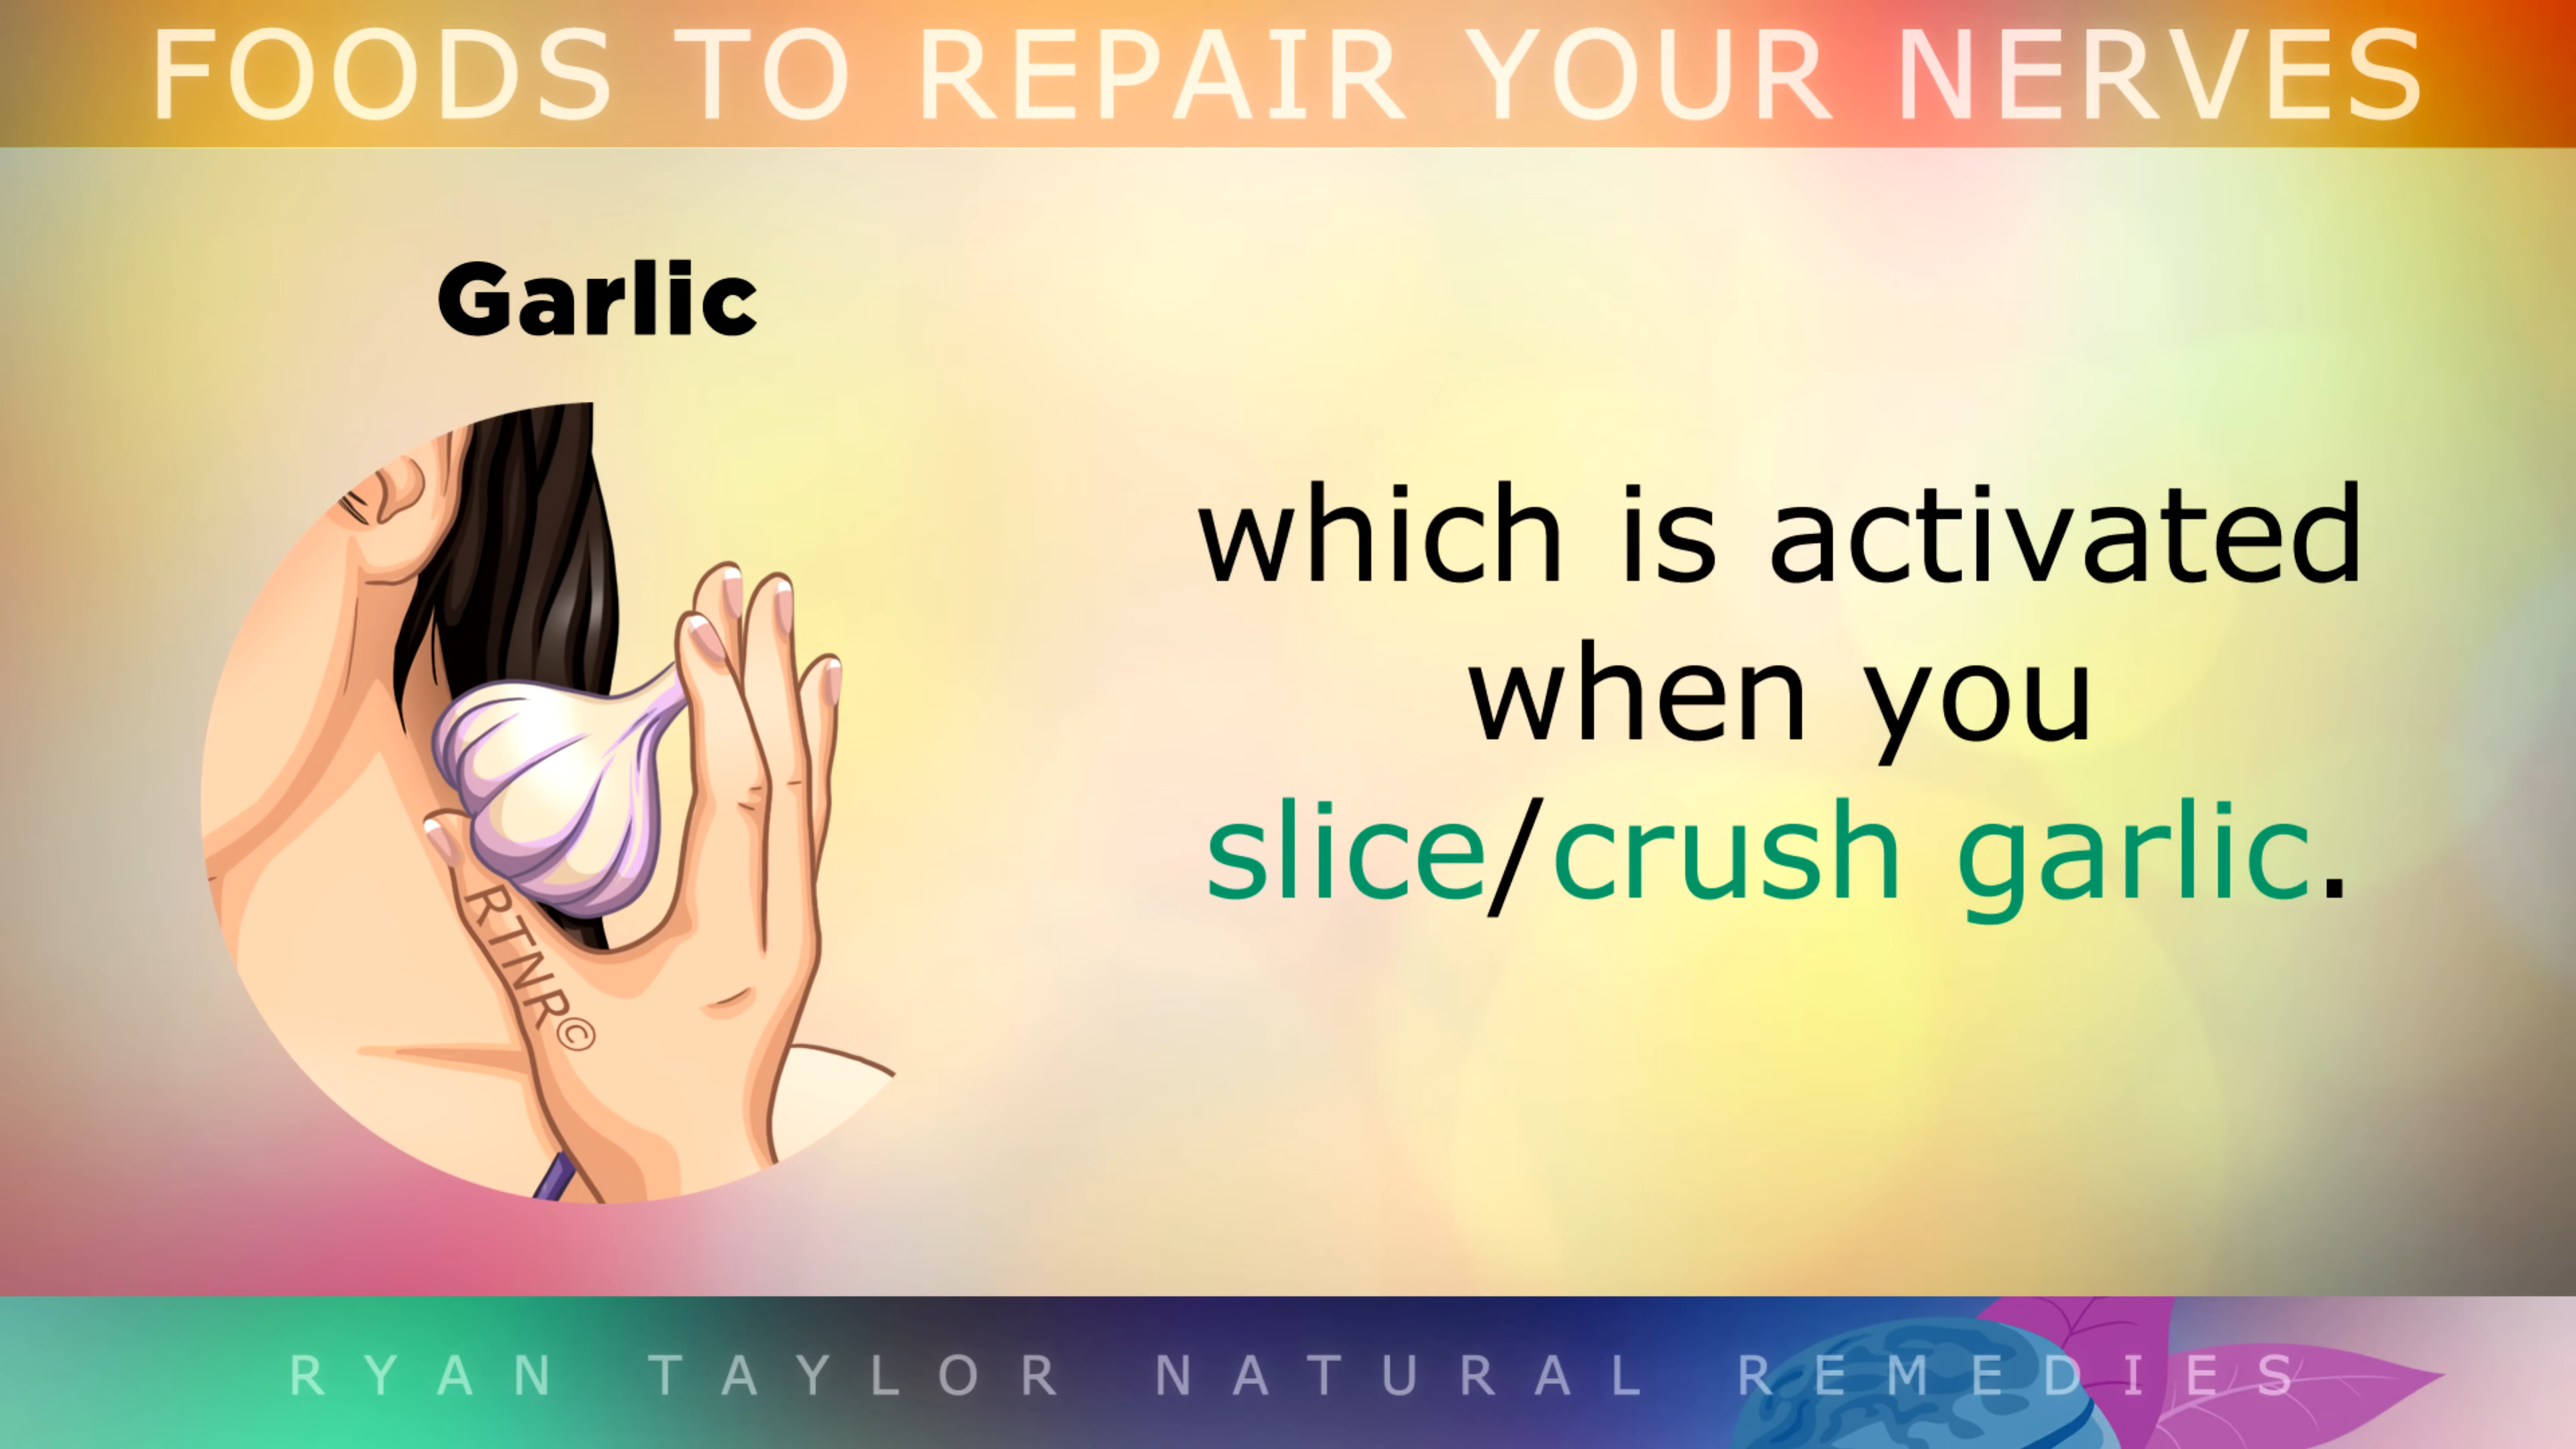 FOODS TO REPAIR YOUR NERVES
Garlic
which is activated
when you
slice/crush garlic.
RTNR©
RYAN TAYLOR NATURAL REMEDIES